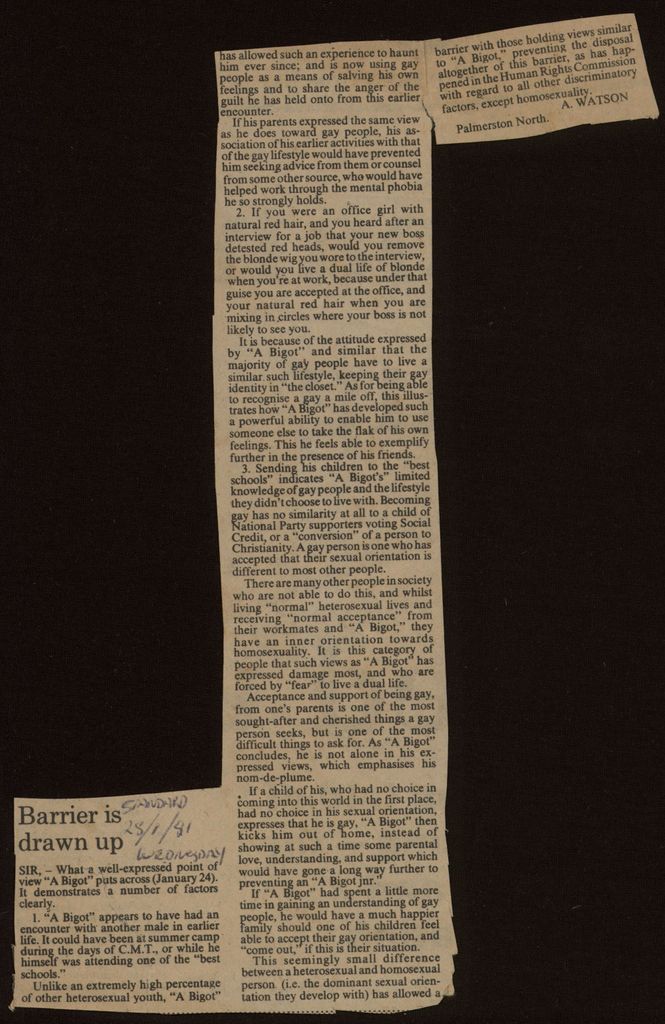 Barrier is
drawn up
STANDARD
28/1/81
WEDNESDAY
SIR, – What a well-expressed point of
view "A Bigot" puts across (January 24).
It demonstrates a number of factors
clearly.
1. "A Bigot" appears to have had an
encounter with another male in earlier
life. It could have been at summer camp
during the days of C.M.T., or while he
himself was attending one of the "best
schools."
Unlike an extremely high percentage
of other heterosexual youth, "A Bigot"
has allowed such an experience to haunt
him ever since; and is now using gay
people as a means of salving his own
feelings and to share the anger of the
guilt he has held onto from this earlier
encounter.
If his parents expressed the same view
as he does toward gay people, his as-
sociation of his earlier activities with that
of the gay lifestyle would have prevented
him seeking advice from them or counsel
from some other source, who would have
helped work through the mental phobia
he so strongly holds.
2. If you were an office girl with
natural red hair, and you heard after an
interview for a job that your new boss
detested red heads, would you remove
the blonde wig you wore to the interview,
or would you live a dual life of blonde
when you're at work, because under that
guise you are accepted at the office, and
your natural red hair when you are
mixing in circles where your boss is not
likely to see you.
It is because of the attitude expressed
by "A Bigot" and similar that the
majority of gay people have to live a
similar such lifestyle, keeping their gay
identity in "the closet." As for being able
to recognise a gay a mile off, this illus-
trates how "A Bigot" has developed such
a powerful ability to enable him to use
someone else to take the flak of his own
feelings. This he feels able to exemplify
further in the presence of his friends.
3. Sending his children to the "best
schools" indicates "A Bigot's" limited
knowledge of gay people and the lifestyle
they didn't choose to live with. Becoming
gay has no similarity at all to a child of
National Party supporters voting Social
Credit, or a "conversion" of a person to
Christianity. A gay person is one who has
accepted that their sexual orientation is
different to most other people.
There are many other people in society
who are not able to do this, and whilst
living "normal" heterosexual lives and
receiving "normal acceptance" from
their workmates and "A Bigot," they
have an inner orientation towards
homosexuality. It is this category of
people that such views as "A Bigot" has
expressed damage most, and who are
forced by "fear" to live a dual life.
Acceptance and support of being gay,
from one's parents is one of the most
sought-after and cherished things a gay
person seeks, but is one of the most
difficult things to ask for. As "A Bigot"
concludes, he is not alone in his ex-
pressed views, which emphasises his
nom-de-plume.
If a child of his, who had no choice in
coming into this world in the first place,
had no choice in his sexual orientation,
expresses that he is gay, "A Bigot" then
kicks him out of home, instead of
showing at such a time some parental
love, understanding, and support which
would have gone a long way further to
preventing an "A Bigot jnr."
If "A Bigot" had spent a little more
time in gaining an understanding of gay
people, he would have a much happier
family should one of his children feel
able to accept their gay orientation, and
"come out," if this is their situation.
This seemingly small difference
between a heterosexual and homosexual
person (i.e. the dominant sexual orien-
tation they develop with) has allowed a
barrier with those holding views similar
to "A Bigot," preventing the disposal
altogether of this barrier, as has hap-
pened in the Human Rights Commission
with regard to all other discriminatory
factors, except homosexuality.
A. WATSON
Palmerston North.